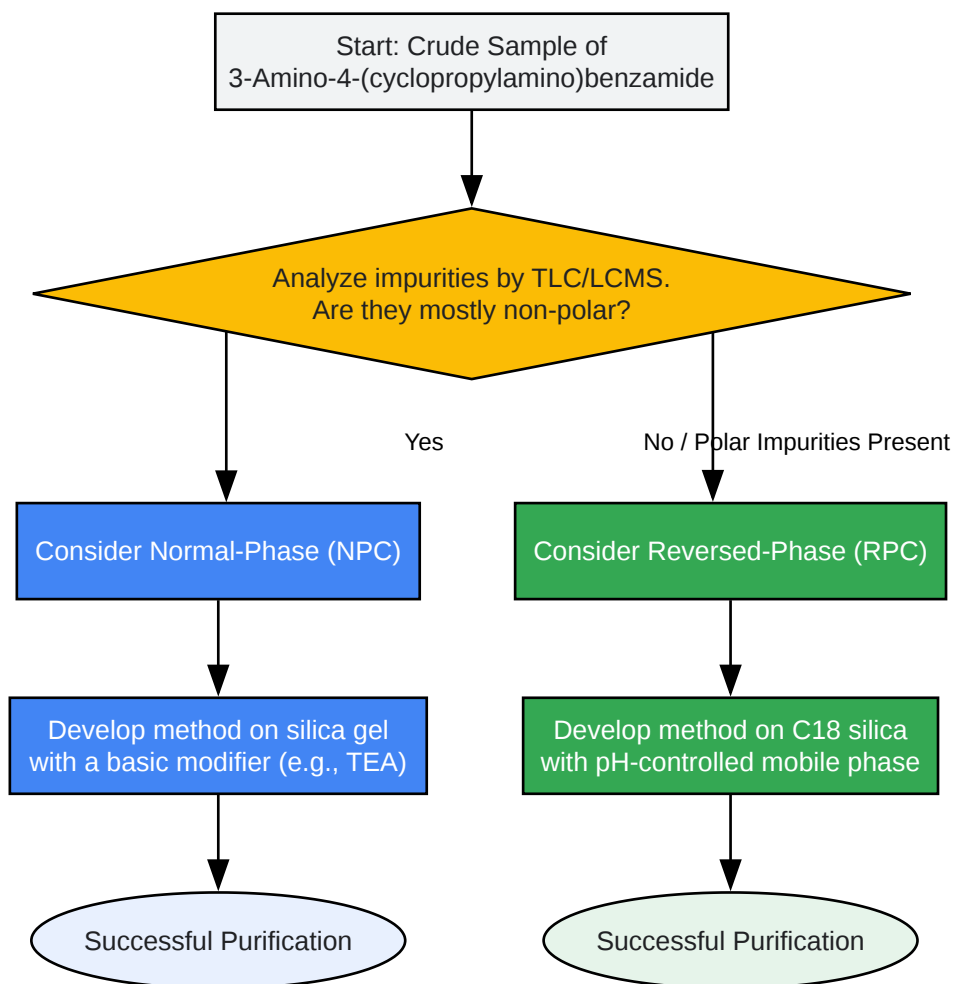 Start: Crude Sample of
3-Amino-4-(cyclopropylamino)benzamide
Analyze impurities by TLC/LCMS.
Are they mostly non-polar?
Yes
No / Polar Impurities Present
Consider Normal-Phase (NPC)
Consider Reversed-Phase (RPC)
Develop method on silica gel
with a basic modifier (e.g., TEA)
Develop method on C18 silica
with pH-controlled mobile phase
Successful Purification
Successful Purification